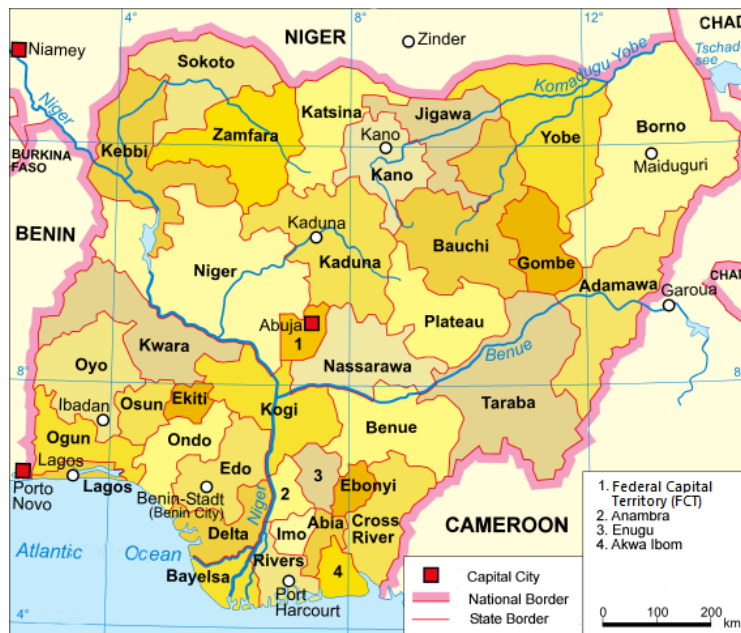 4°
8°
12°
Niamey
NIGER
Zinder
CHAD
Tschad-
see
Sokoto
Komadugu Yobe
Niger
Katsina
Jigawa
Zamfara
Kano
Yobe
Borno
Kebbi
BURKINA
FASO
Kano
Maiduguri
BENIN
Kaduna
Bauchi
Niger
Kaduna
Gombe
CHAD
Adamawa
Garoua
Abuja
1
Plateau
Kwara
Benue
Oyo
Nassarawa
8°
8°
Ekiti
Taraba
Ibadan
Osun
Kogi
Benue
Ogun
Ondo
Lagos
Edo
3
Ebonyi
Porto
Novo
Lagos
Benin-Stadt
(Benin City)
Niger
2
Abia
Cross
River
CAMEROON
Delta
Imo
Atlantic Ocean
Rivers
4
Bayelsa
Port
Harcourt
4°
1. Federal Capital
Territory (FCT)
2. Anambra
3. Enugu
4. Akwa Ibom
Capital City
National Border
State Border
0 100 200
km